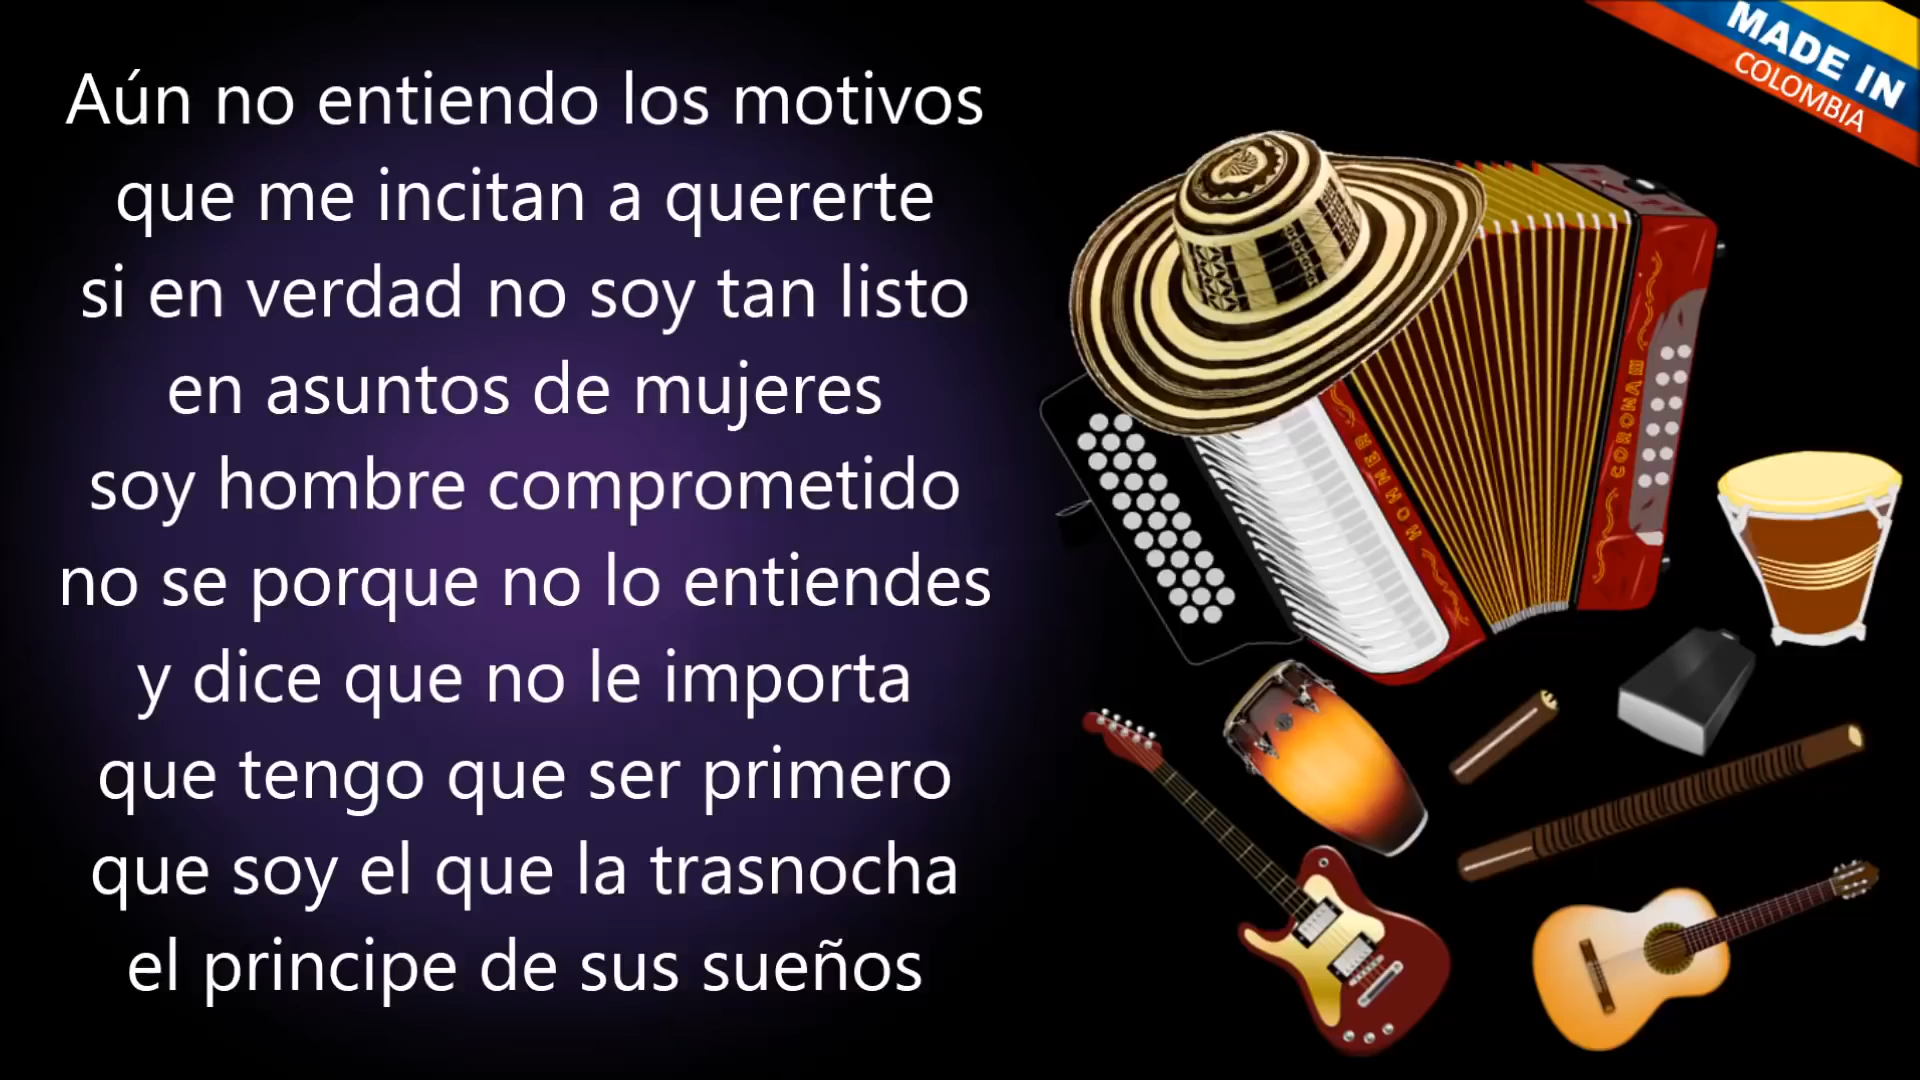 Aún no entiendo los motivos
que me incitan a quererte
si en verdad no soy tan listo
en asuntos de mujeres
soy hombre comprometido
no se porque no lo entiendes
y dice que no le importa
que tengo que ser primero
que soy el que la trasnocha
el principe de sus sueños
MADE IN
COLOMBIA
HOHNER
CORONA III